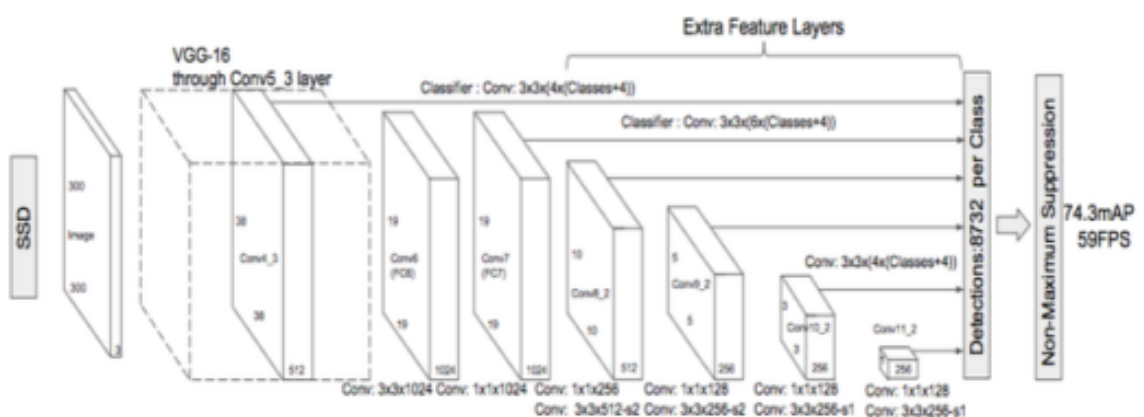 Extra Feature Layers
VGG-16
through Conv5_3 layer
Classifier : Conv: 3x3x(4x(Classes+4))
Classifier : Conv: 3x3x(6x(Classes+4))
SSD
300
Image
300
3
38
Conv4_3
38
512
19
Conv6
(FC6)
19
1024
19
Conv7
(FC7)
19
1024
10
Conv8_2
10
512
5
Conv9_2
5
256
Conv: 3x3x(4x(Classes+4))
3
Conv10_2
3
256
Conv11_2
256
Detections:8732 per Class
Non-Maximum Suppression
74.3mAP
59FPS
Conv: 3x3x1024
Conv: 1x1x1024
Conv: 1x1x256
Conv: 3x3x512-s2
Conv: 1x1x128
Conv: 3x3x256-s2
Conv: 1x1x128
Conv: 3x3x256-s1
Conv: 1x1x128
Conv: 3x3x256-s1